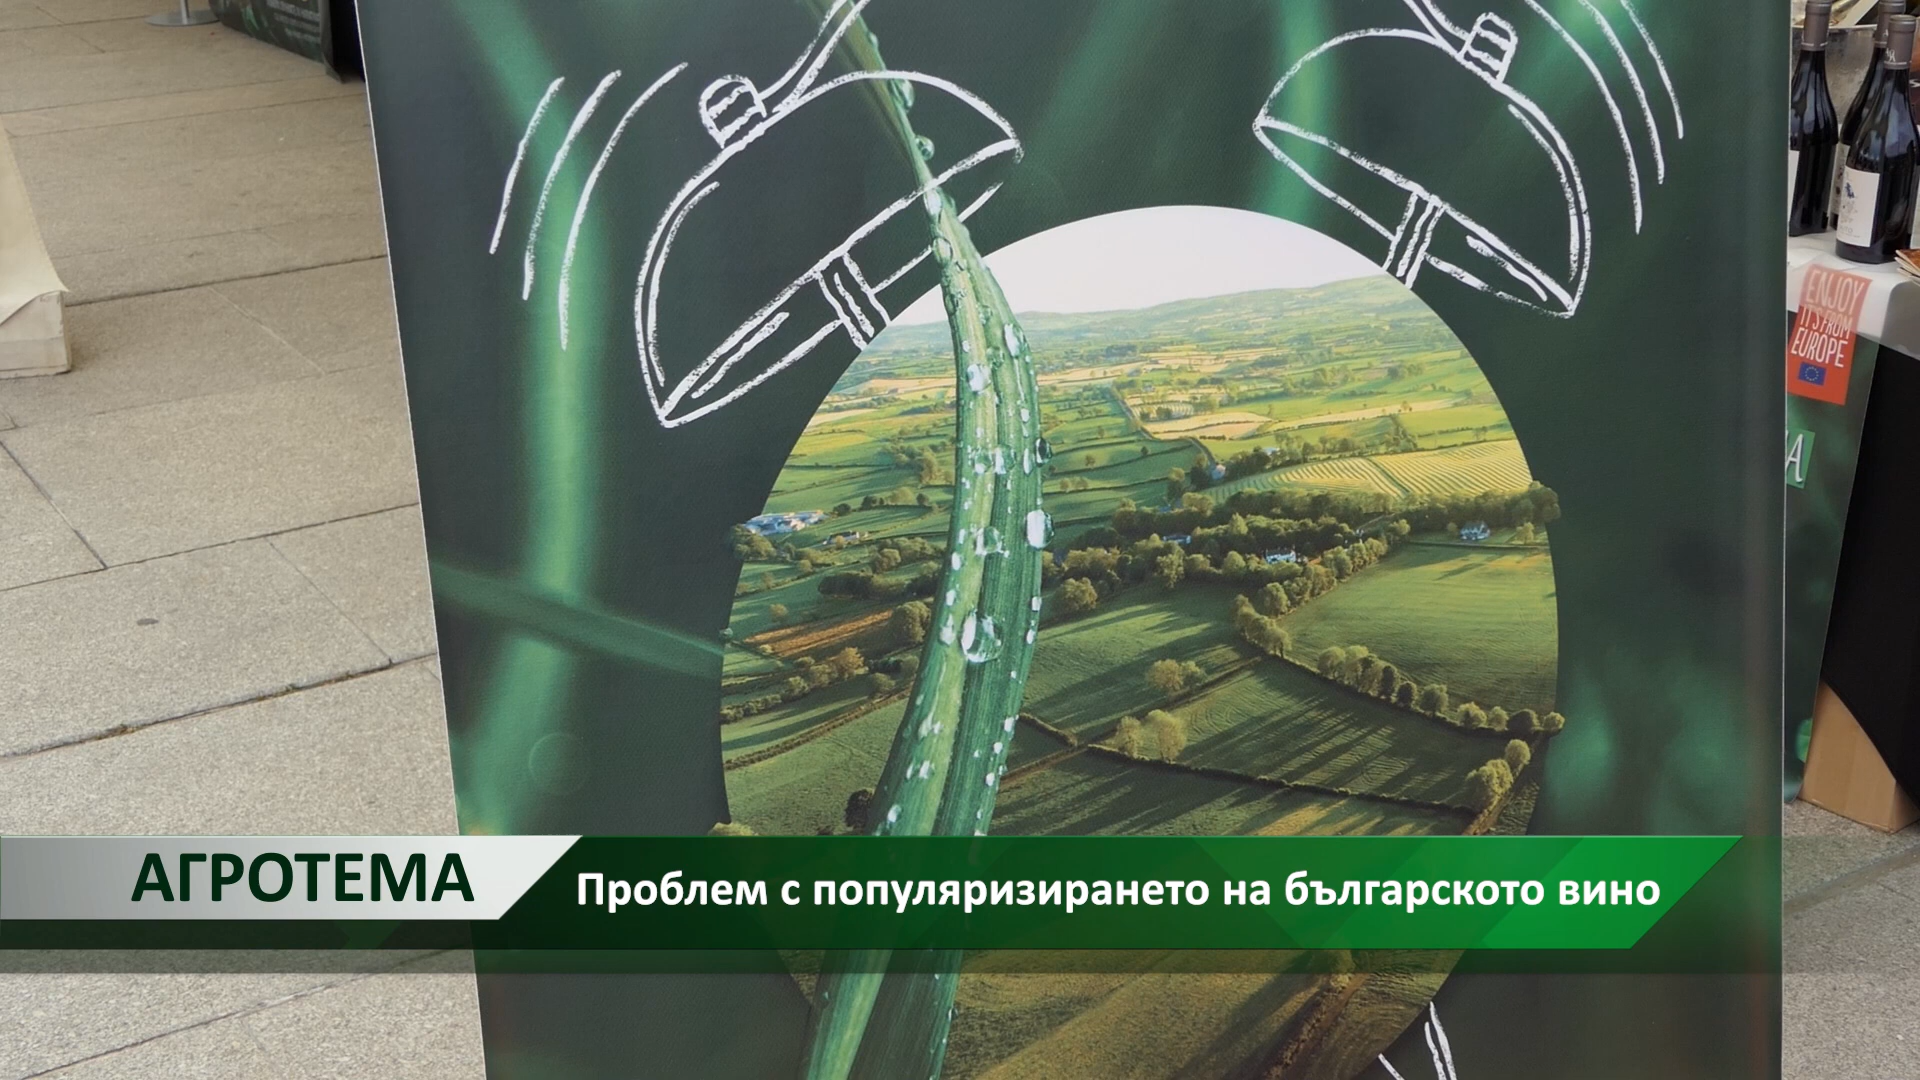 ENJOY
IT'S FROM
EUROPE
АГРОТЕМА
Проблем с популяризирането на българското вино